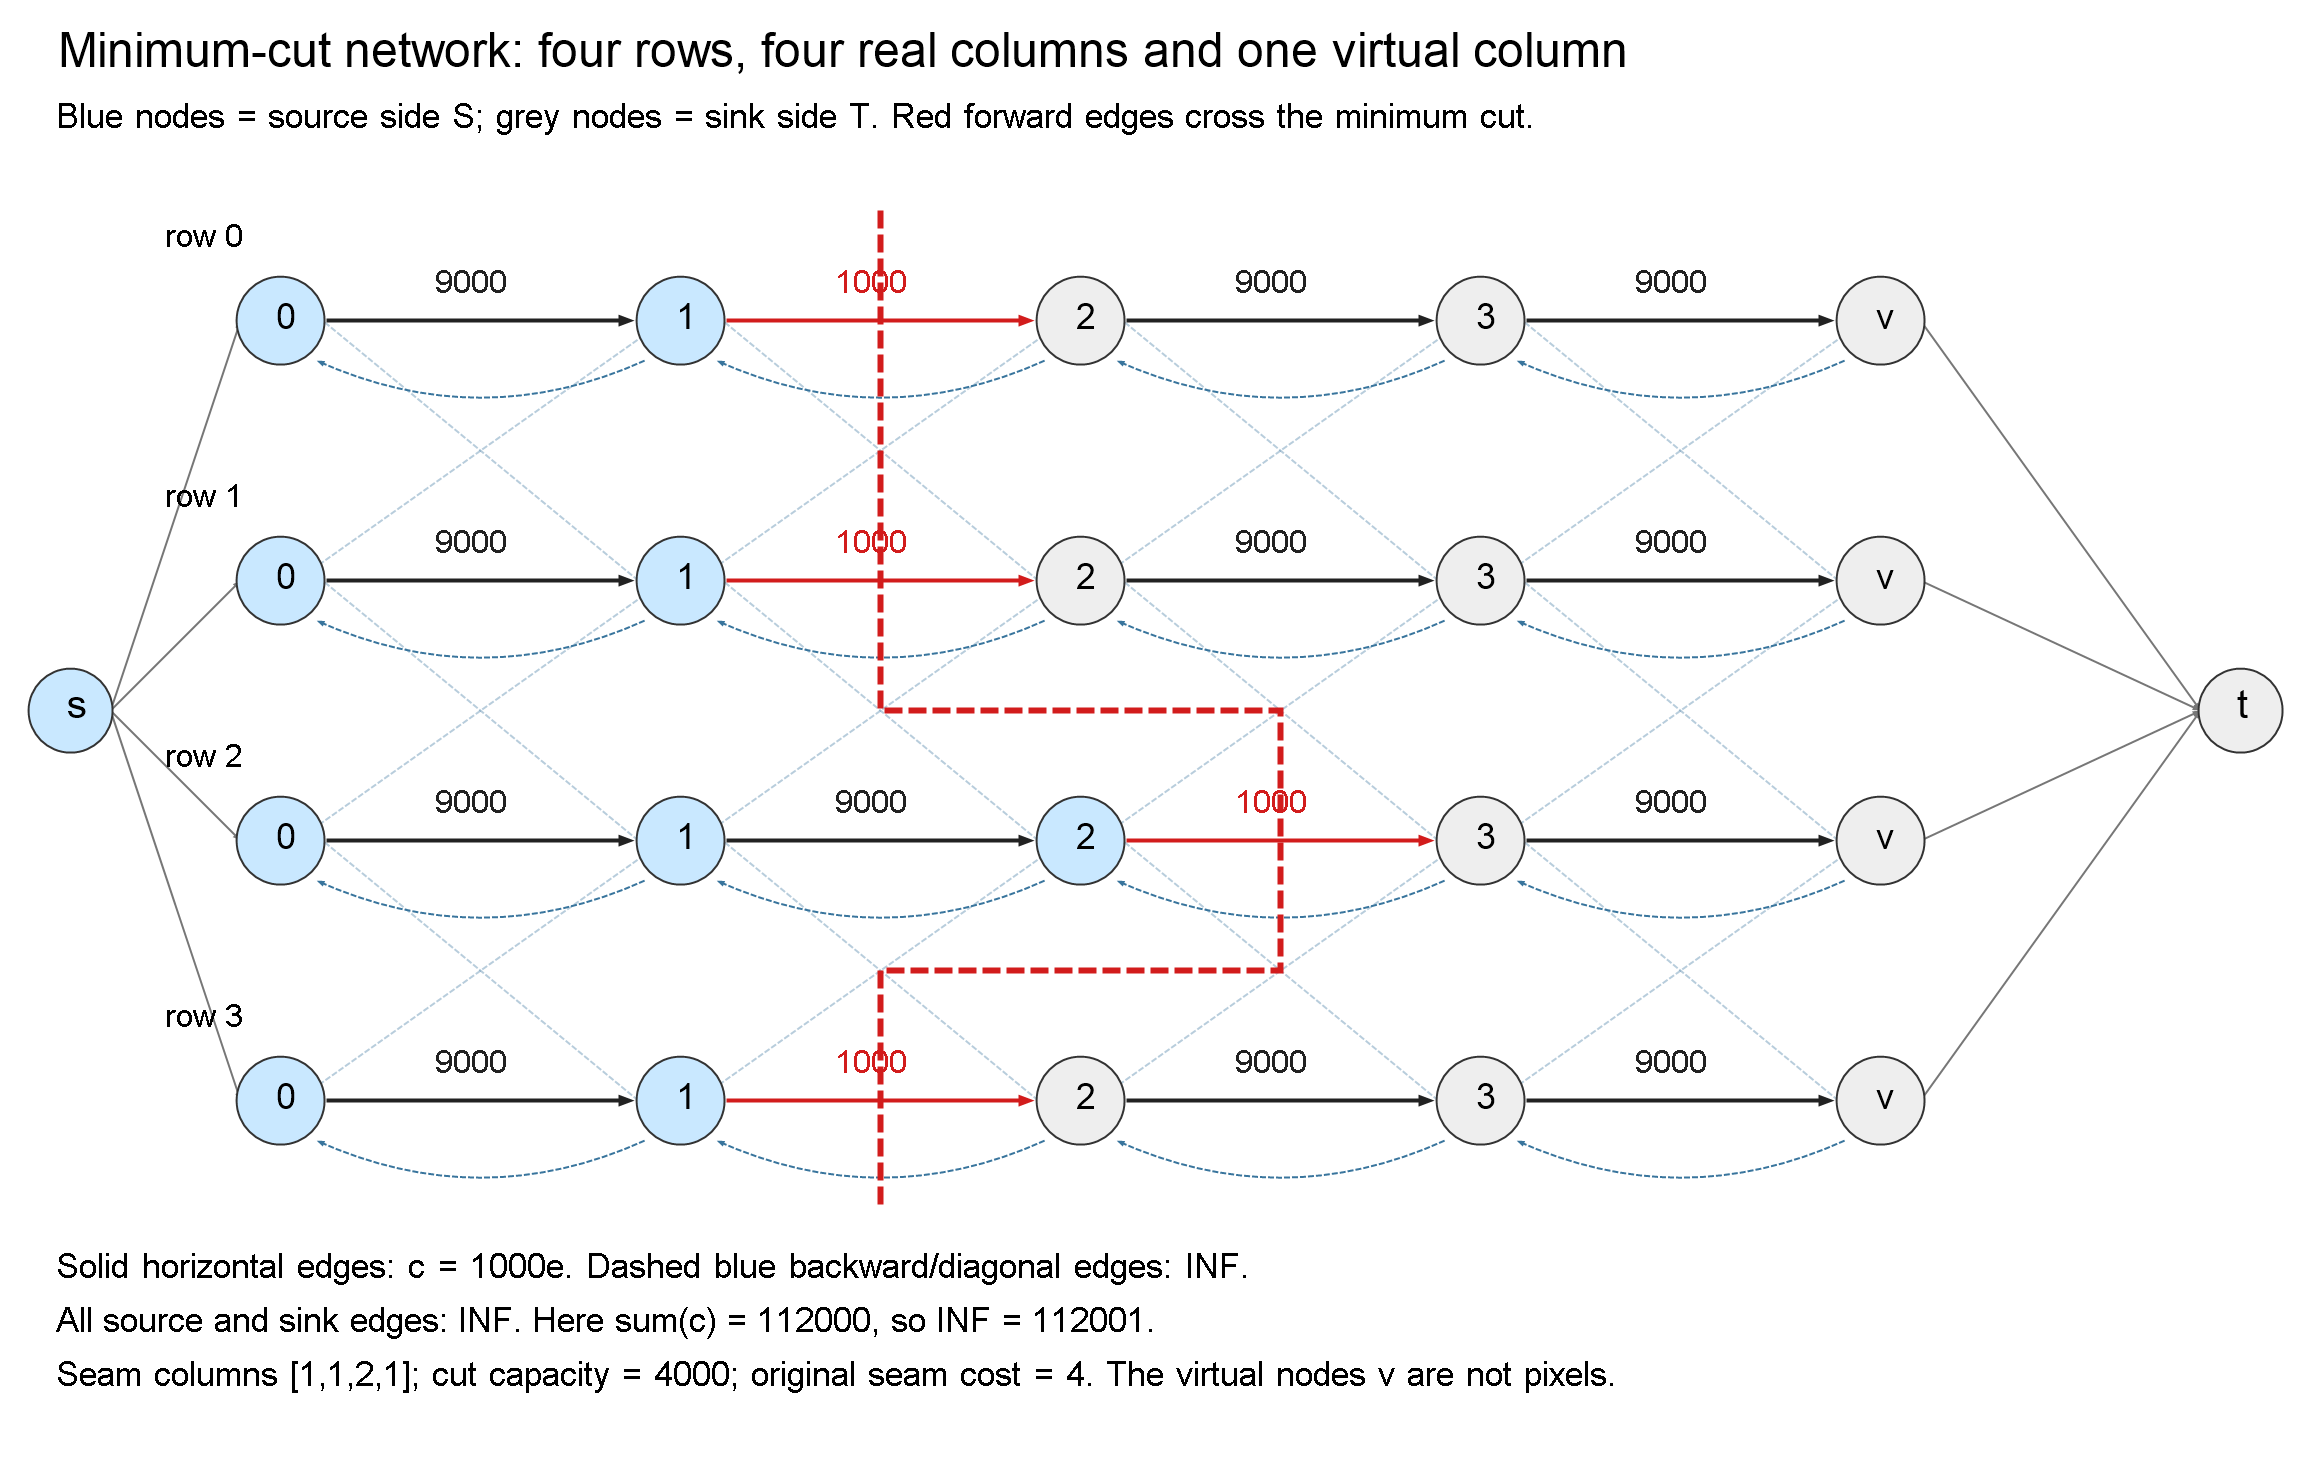 Minimum-cut network: four rows, four real columns and one virtual column
Blue nodes = source side S; grey nodes = sink side T. Red forward edges cross the minimum cut.
row 0
9000 1000 9000 9000
0 1 2 3 v
row 1
9000 1000 9000 9000
0 1 2 3 v
s t
row 2
9000 9000 1000 9000
0 1 2 3 v
row 3
9000 1000 9000 9000
0 1 2 3 v
Solid horizontal edges: c = 1000e. Dashed blue backward/diagonal edges: INF.
All source and sink edges: INF. Here sum(c) = 112000, so INF = 112001.
Seam columns [1,1,2,1]; cut capacity = 4000; original seam cost = 4. The virtual nodes v are not pixels.